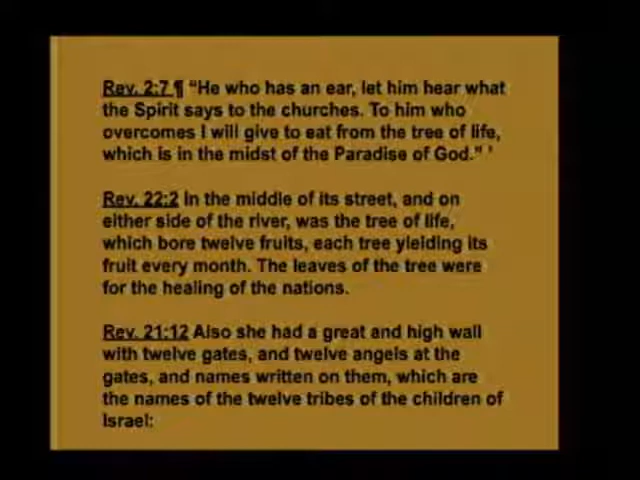 Rev. 2:7 ¶ “He who has an ear, let him hear what
the Spirit says to the churches. To him who
overcomes I will give to eat from the tree of life,
which is in the midst of the Paradise of God.” ’
Rev. 22:2 In the middle of its street, and on
either side of the river, was the tree of life,
which bore twelve fruits, each tree yielding its
fruit every month. The leaves of the tree were
for the healing of the nations.
Rev. 21:12 Also she had a great and high wall
with twelve gates, and twelve angels at the
gates, and names written on them, which are
the names of the twelve tribes of the children of
Israel: